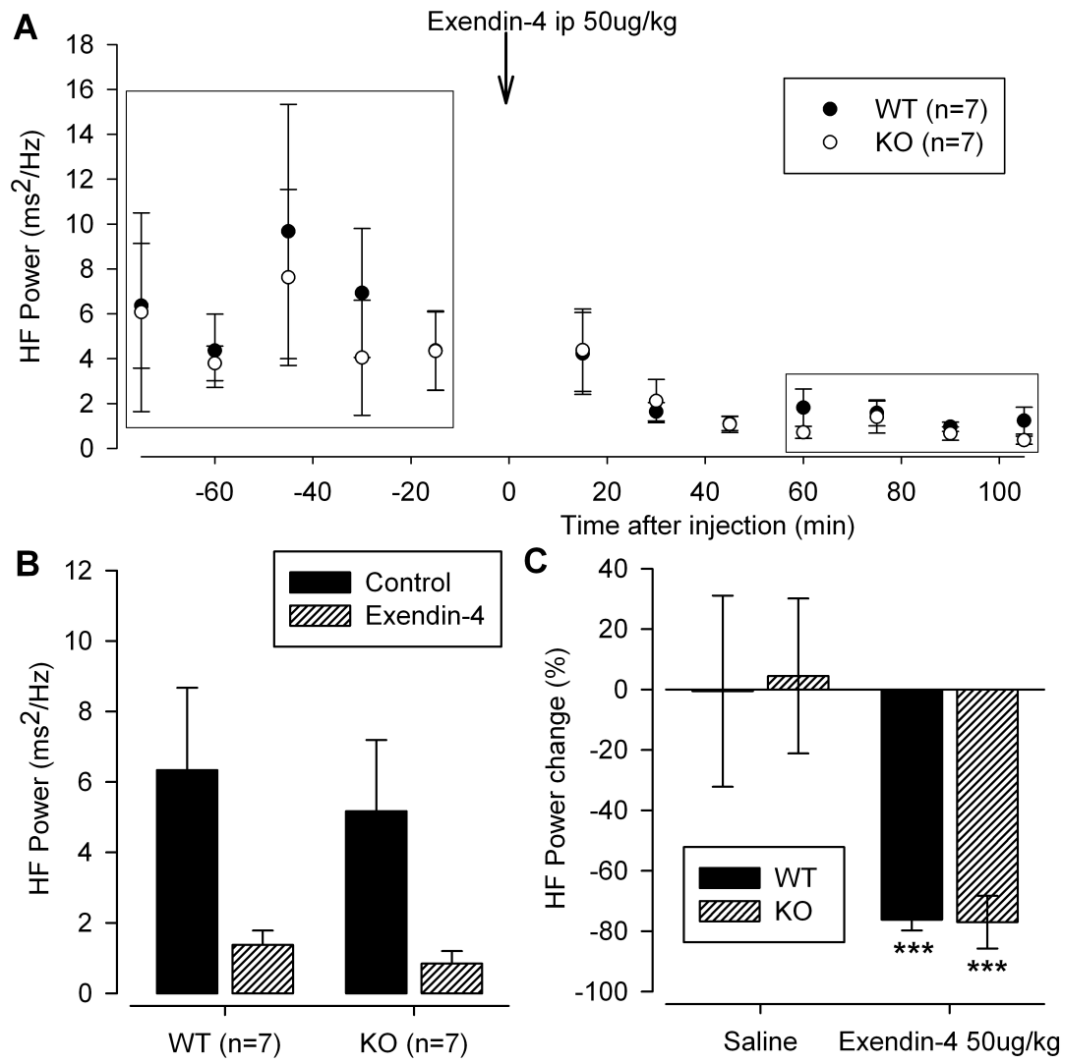 A
Exendin-4 ip 50ug/kg
18
16
14
12
10
8
6
4
2
0
HF Power (ms²/Hz)
WT (n=7)
KO (n=7)
-60 -40 -20 0 20 40 60 80 100
Time after injection (min)
B
12
10
8
6
4
2
0
HF Power (ms²/Hz)
Control
Exendin-4
WT (n=7) KO (n=7)
C
40
20
0
-20
-40
-60
-80
-100
HF Power change (%)
WT
KO
***
***
Saline Exendin-4 50ug/kg